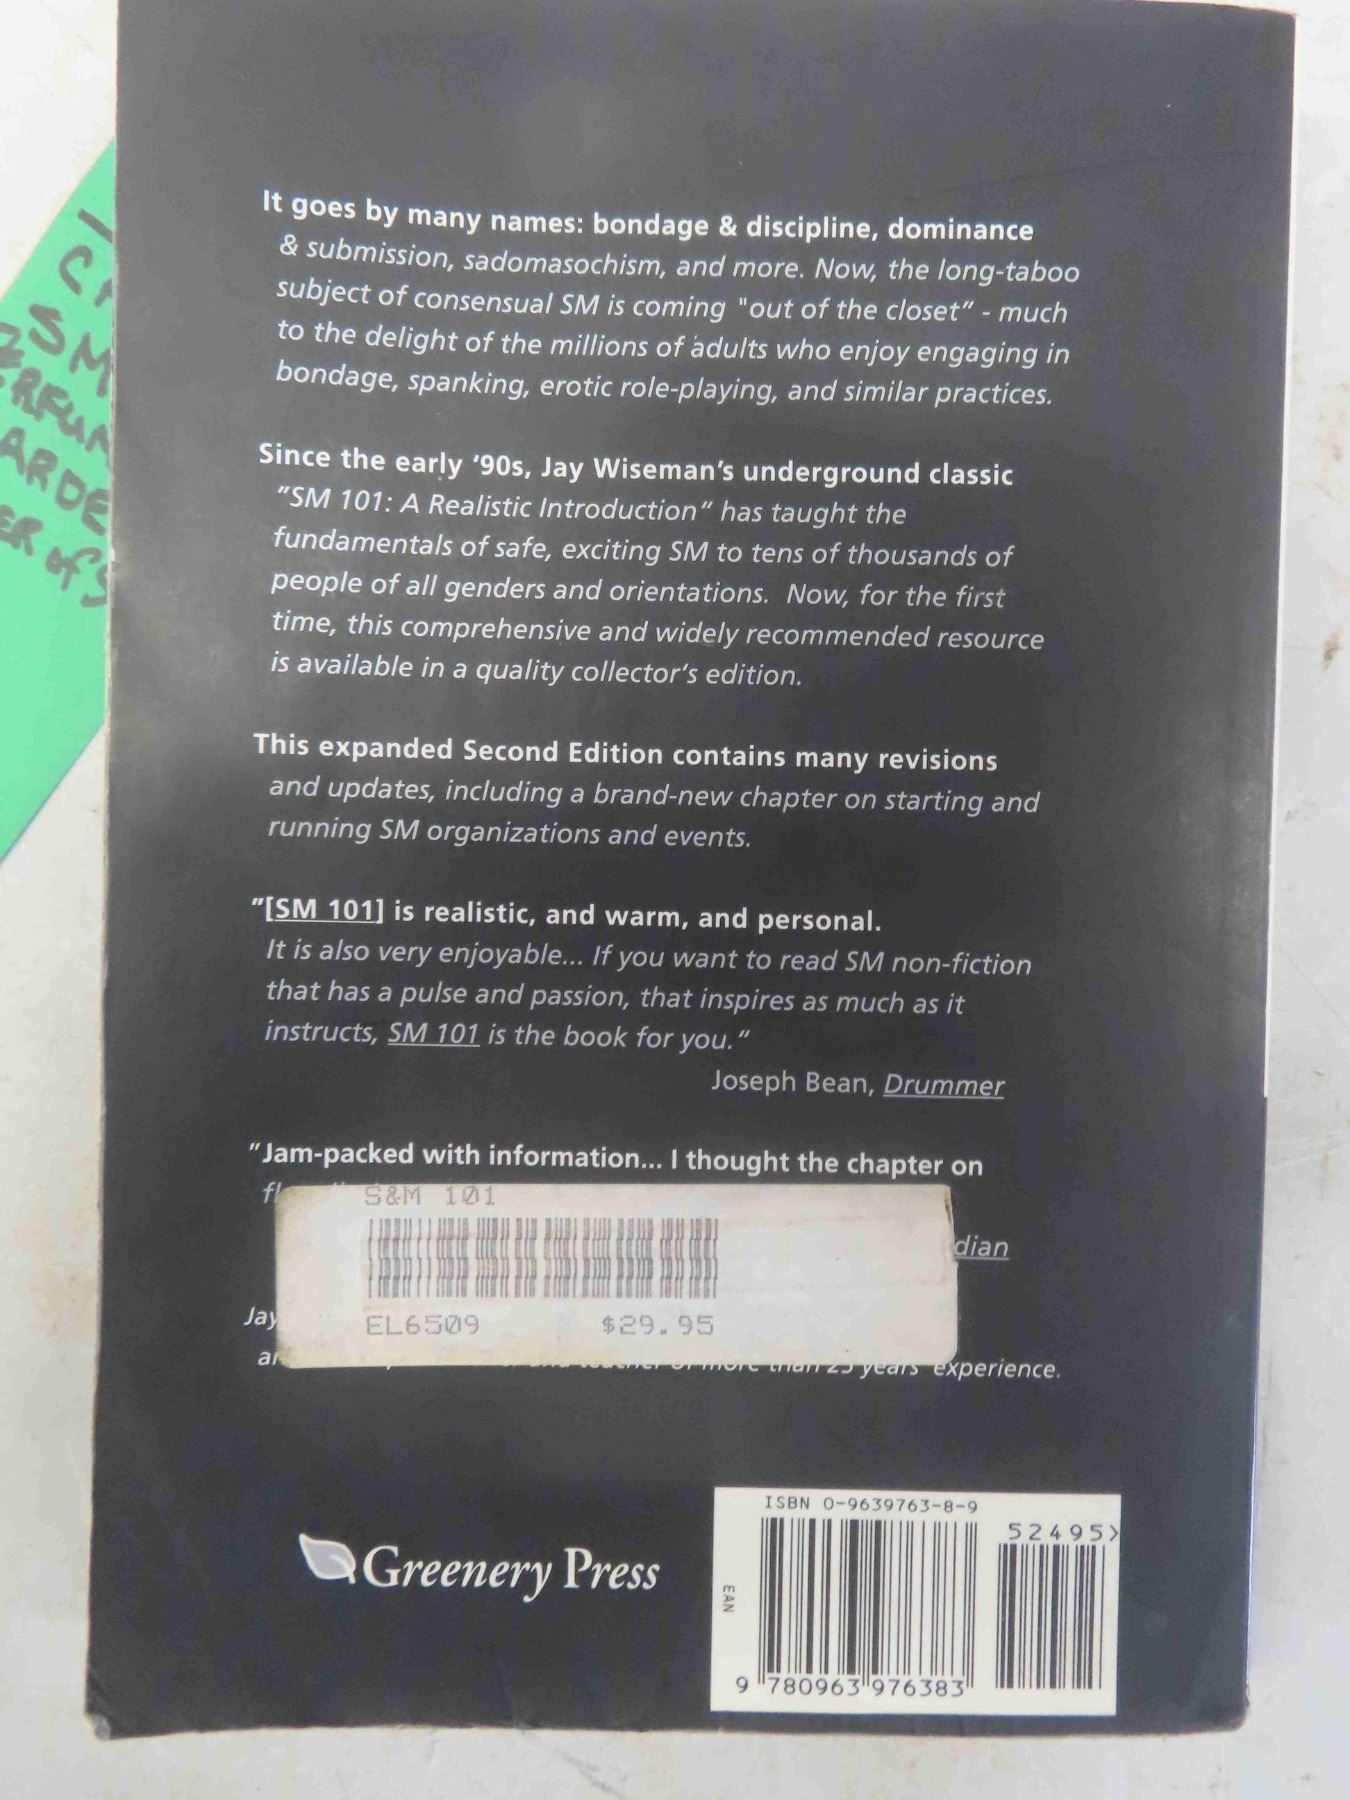 It goes by many names: bondage & discipline, dominance
& submission, sadomasochism, and more. Now, the long-taboo
subject of consensual SM is coming "out of the closet" - much
to the delight of the millions of adults who enjoy engaging in
bondage, spanking, erotic role-playing, and similar practices.
Since the early '90s, Jay Wiseman's underground classic
"SM 101: A Realistic Introduction" has taught the
fundamentals of safe, exciting SM to tens of thousands of
people of all genders and orientations. Now, for the first
time, this comprehensive and widely recommended resource
is available in a quality collector's edition.
This expanded Second Edition contains many revisions
and updates, including a brand-new chapter on starting and
running SM organizations and events.
"[SM 101] is realistic, and warm, and personal.
It is also very enjoyable... If you want to read SM non-fiction
that has a pulse and passion, that inspires as much as it
instructs, SM 101 is the book for you."
Joseph Bean, Drummer
"Jam-packed with information... I thought the chapter on
S&M 101
dian
EL6509 $29.95
Jay
teacher of more than 25 years' experience.
Greenery Press
ISBN 0-9639763-8-9
52495>
EAN
9 780963 976383
SM
of